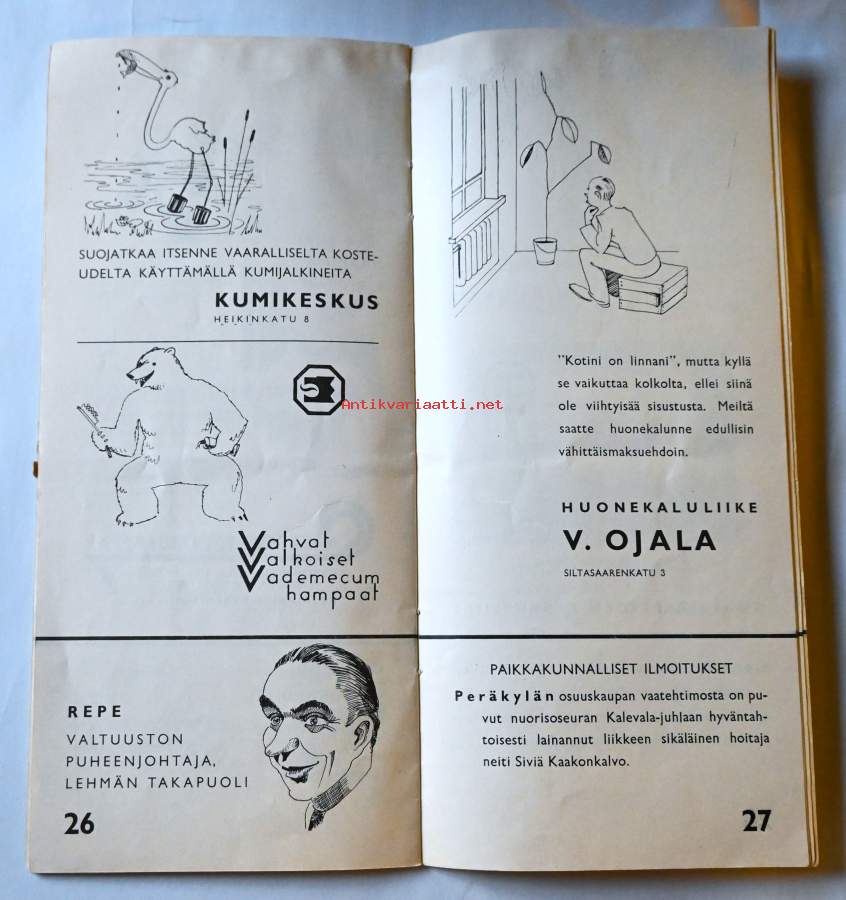 SUOJATKAA ITSENNE VAARALLISELTA KOSTE-
UDELTA KÄYTTÄMÄLLÄ KUMIJALKINEITA
KUMIKESKUS
HEIKINKATU 8
Antikvariaatti.net
Vahvat
Valkoiset
Vademecum
hampaat
REPE
VALTUUSTON
PUHEENJOHTAJA,
LEHMÄN TAKAPUOLI
26
"Kotini on linnani", mutta kyllä
se vaikuttaa kolkolta, ellei siinä
ole viihtyisää sisustusta. Meiltä
saatte huonekalunne edullisin
vähittäismaksuehdoin.
HUONEKALULIIKE
V. OJALA
SILTASAARENKATU 3
PAIKKAKUNNALLISET ILMOITUKSET
Peräkylän osuuskaupan vaatehtimosta on pu-
vut nuorisoseuran Kalevala-juhlaan hyväntah-
toisesti lainannut liikkeen sikäläinen hoitaja
neiti Siviä Kaakonkalvo.
27